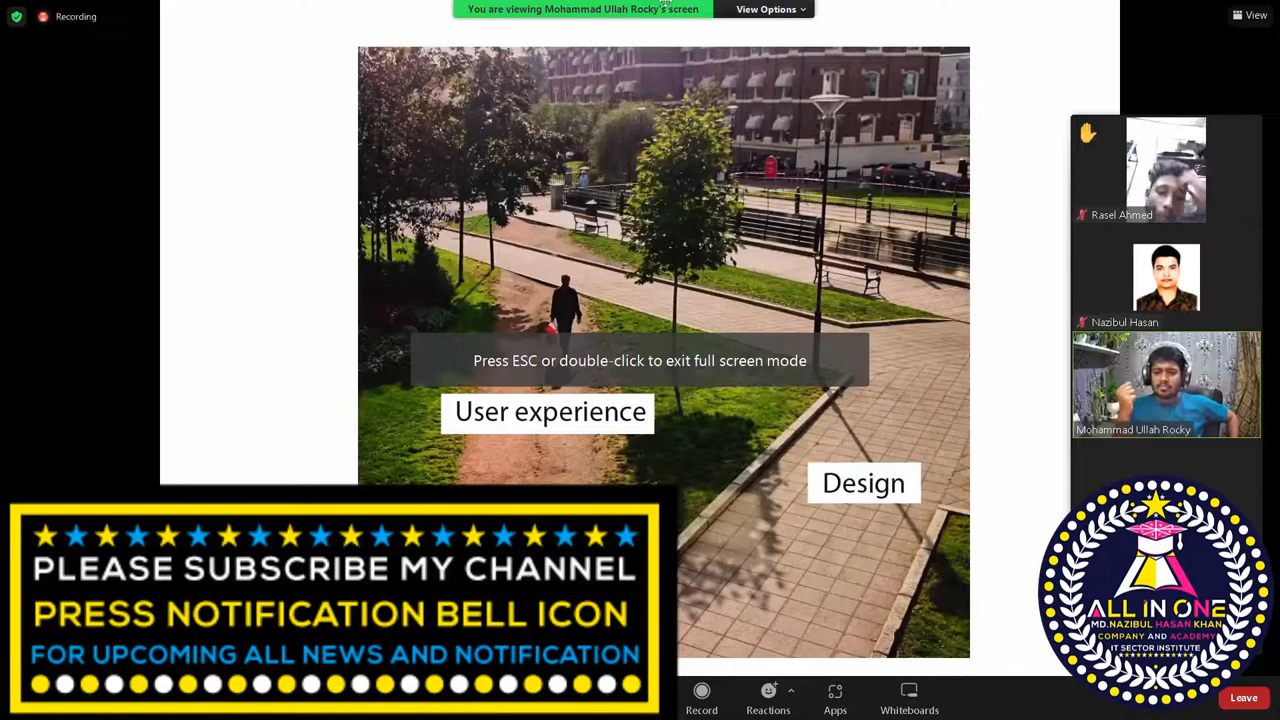 Recording
You are viewing Mohammad Ullah Rocky's screen
View Options
View
Rasel Ahmed
Nazibul Hasan
Mohammad Ullah Rocky
Press ESC or double-click to exit full screen mode
User experience
Design
PLEASE SUBSCRIBE MY CHANNEL
PRESS NOTIFICATION BELL ICON
FOR UPCOMING ALL NEWS AND NOTIFICATION
ALL IN ONE
MD.NAZIBUL HASAN KHAN
COMPANY AND ACADEMY
IT SECTOR INSTITUTE
Record
Reactions
Apps
Whiteboards
Leave